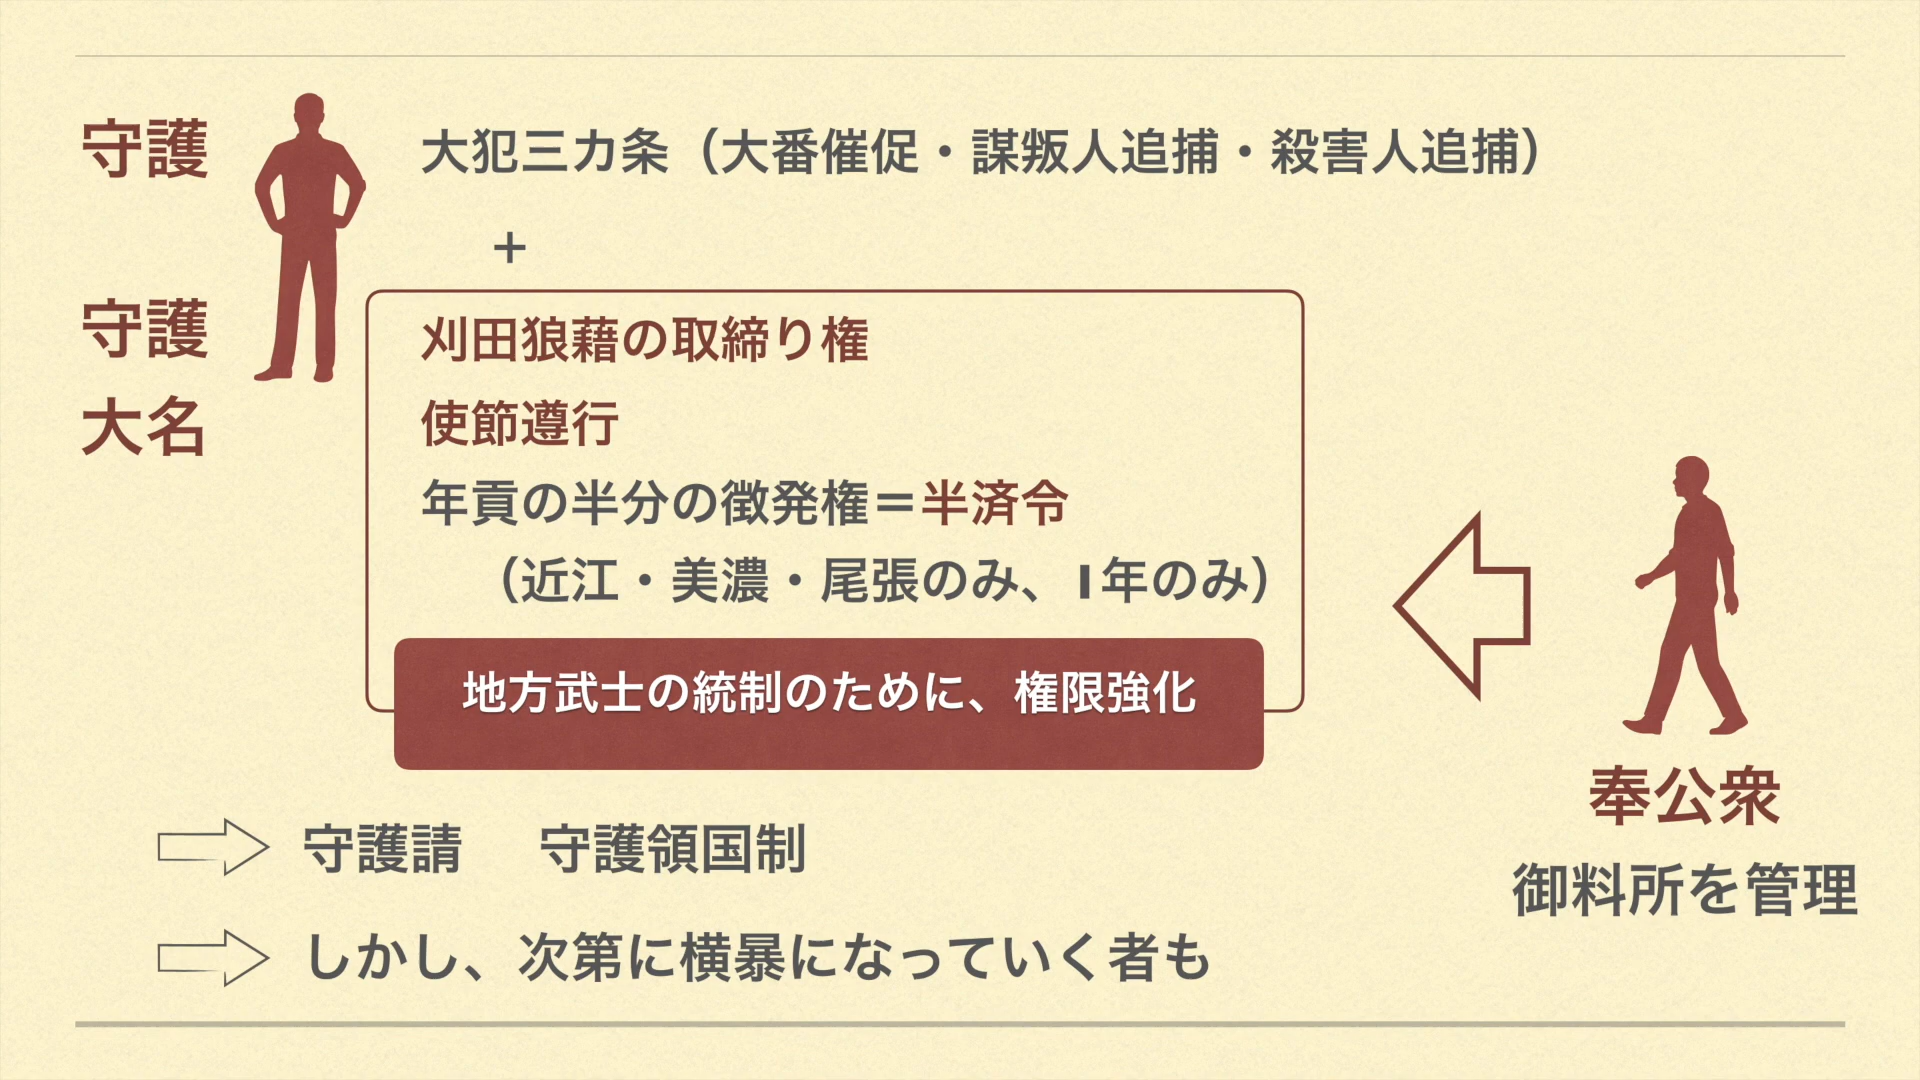 守護
大犯三カ条（大番催促・謀叛人追捕・殺害人追捕）
＋
守護
大名
刈田狼藉の取締り権
使節遵行
年貢の半分の徴発権＝半済令
（近江・美濃・尾張のみ、1年のみ）
地方武士の統制のために、権限強化
奉公衆
御料所を管理
守護請　守護領国制
しかし、次第に横暴になっていく者も